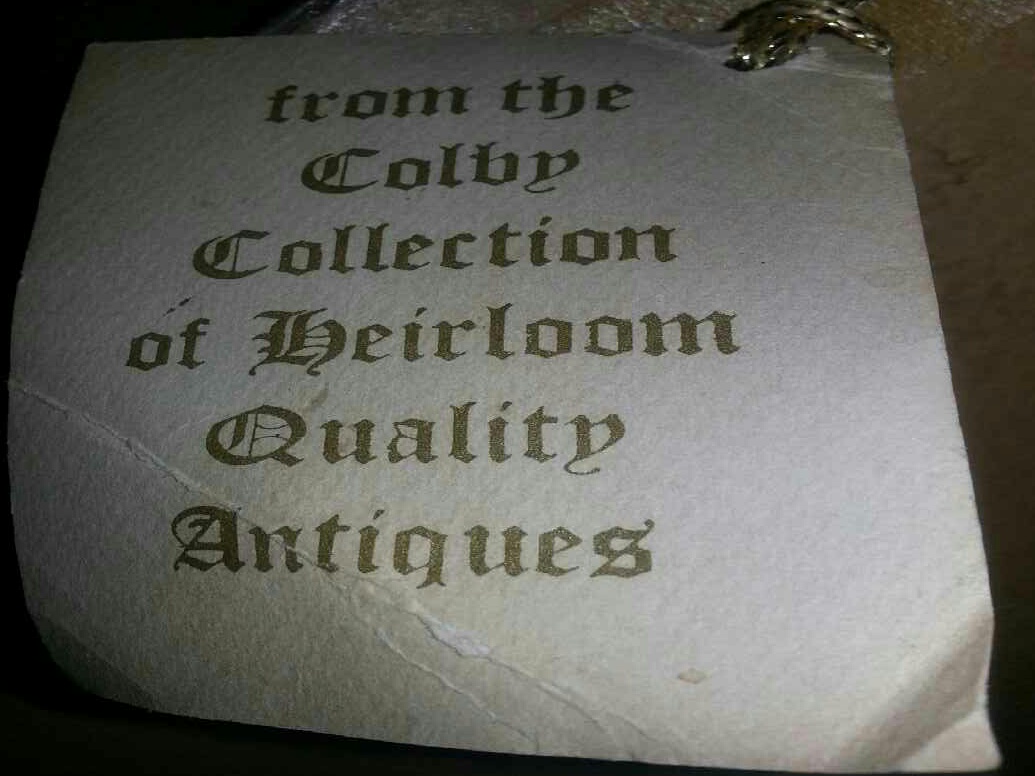 from the
Colby
Collection
of Heirloom
Quality
Antiques